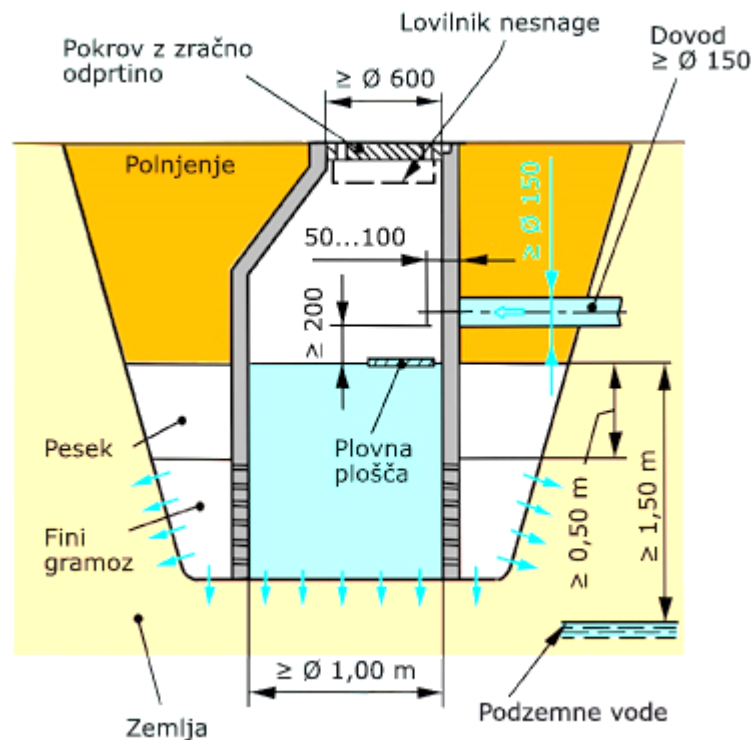 Lovilnik nesnage
Pokrov z zračno
odprtino
Dovod
≥ Ø 150
≥ Ø 600
Polnjenje
≥ Ø 150
50...100
≥ 200
Pesek
Plovna
plošča
Fini
gramoz
≥ 0,50 m
≥ 1,50 m
≥ Ø 1,00 m
Podzemne vode
Zemlja